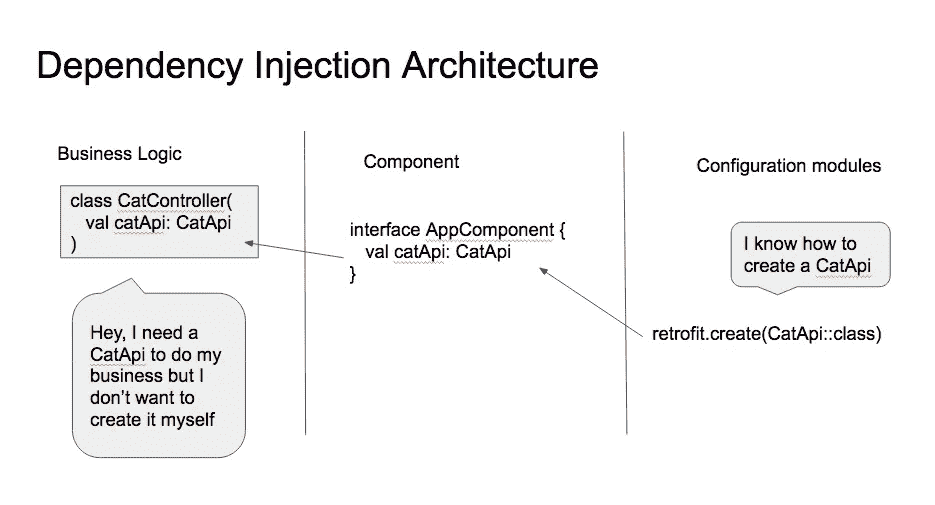 Dependency Injection Architecture
Business Logic
class CatController(
val catApi: CatApi
)
Hey, I need a
CatApi to do my
business but I
don't want to
create it myself
Component
interface AppComponent {
val catApi: CatApi
}
Configuration modules
I know how to
create a CatApi
retrofit.create(CatApi::class)